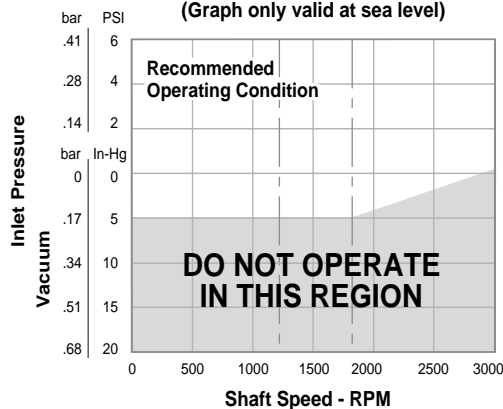 (Graph only valid at sea level)
bar PSI
.41 6
.28 4
.14 2
bar In-Hg
0 0
.17 5
.34 10
.51 15
.68 20
Inlet Pressure
Vacuum
Recommended
Operating Condition
DO NOT OPERATE
IN THIS REGION
0 500 1000 1500 2000 2500 3000
Shaft Speed - RPM